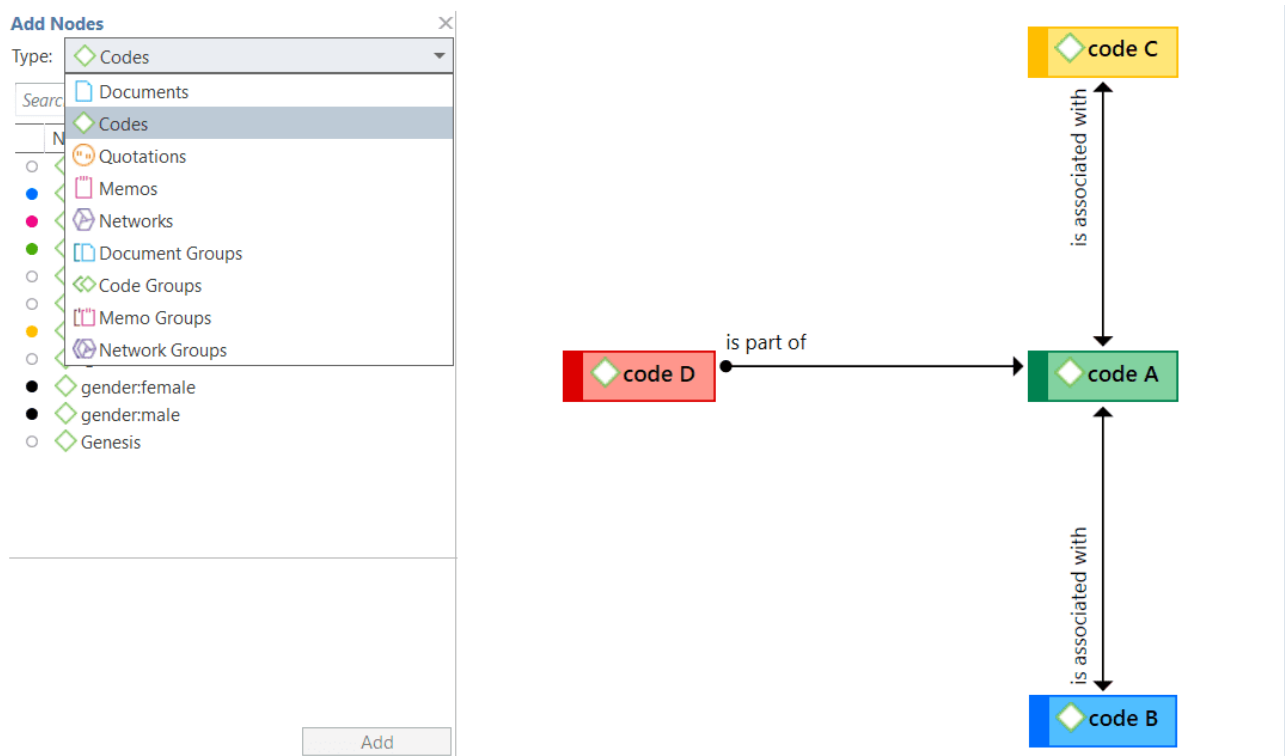 Add Nodes
Type: Codes
Searc
Documents
Codes
Quotations
Memos
Networks
Document Groups
Code Groups
Memo Groups
Network Groups
N
gender:female
gender:male
Genesis
Add
code C
is associated with
is part of
code D
code A
is associated with
code B